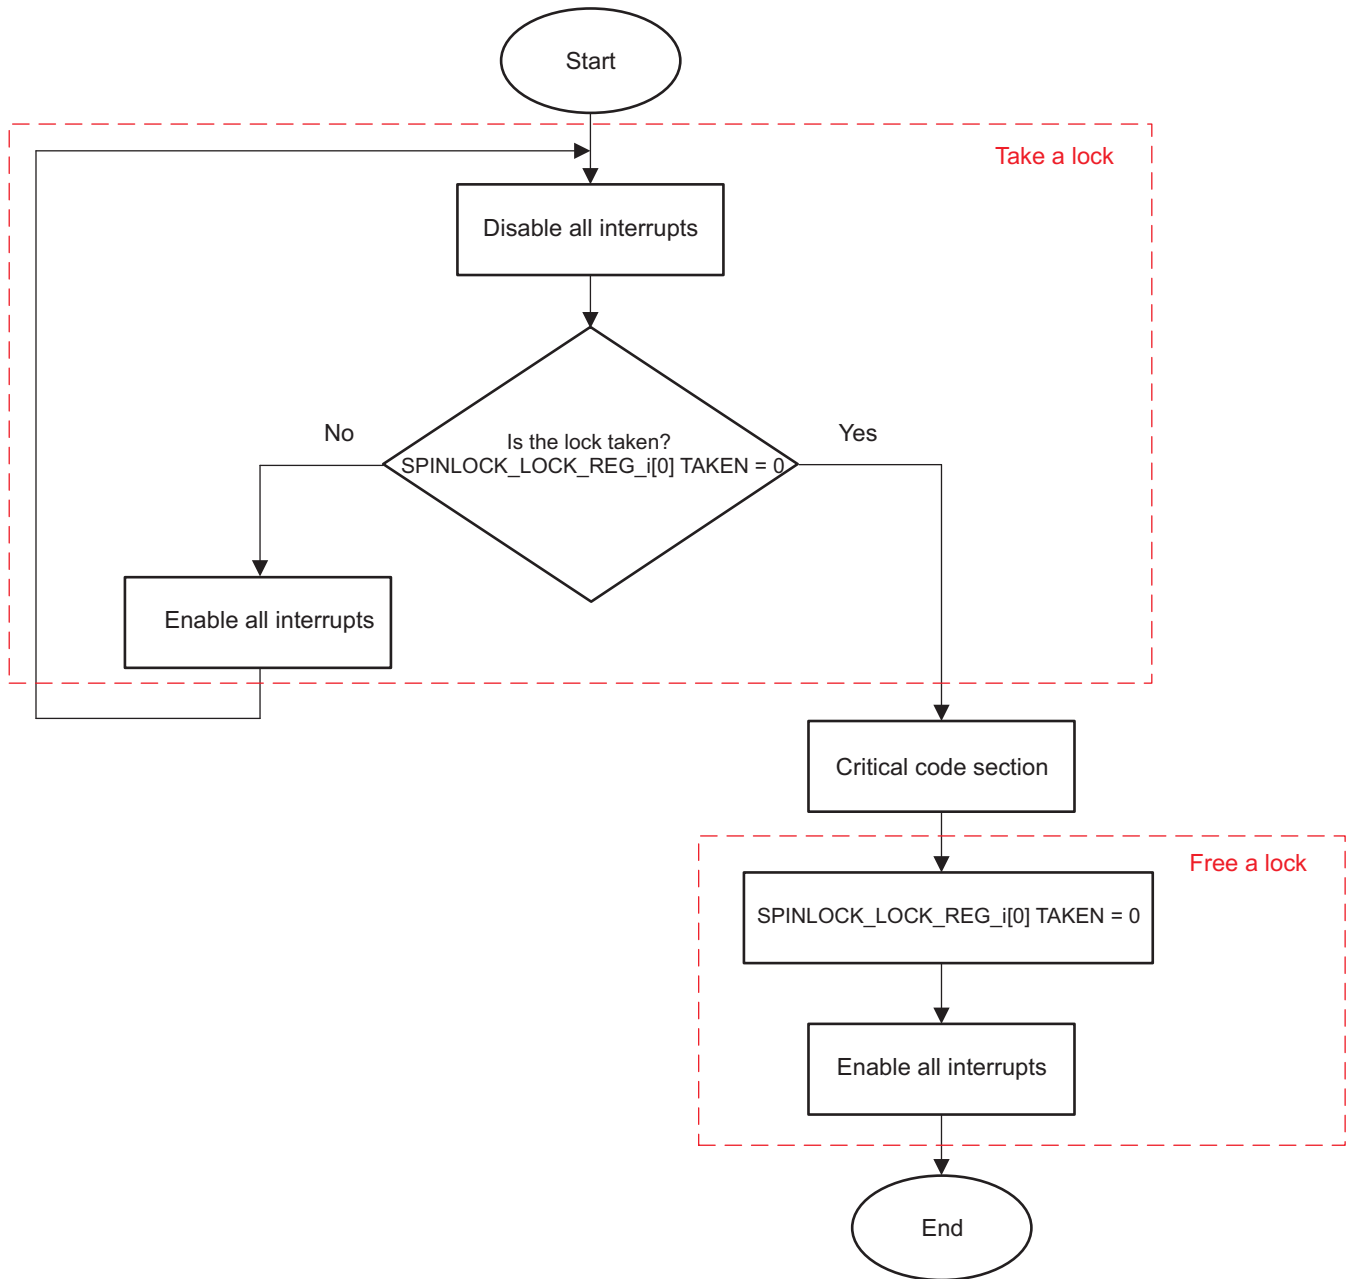 Start
Take a lock
Disable all interrupts
No
Yes
Is the lock taken?
SPINLOCK_LOCK_REG_i[0] TAKEN = 0
Enable all interrupts
Critical code section
Free a lock
SPINLOCK_LOCK_REG_i[0] TAKEN = 0
Enable all interrupts
End